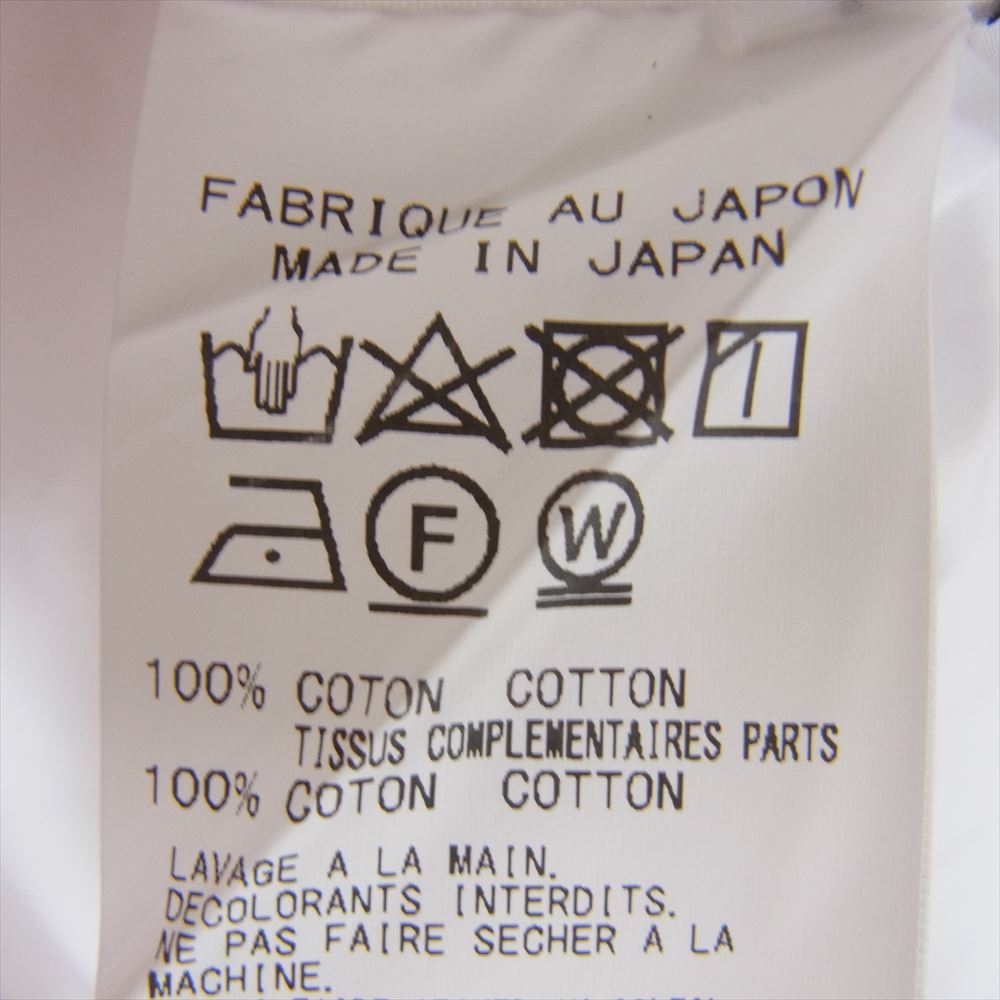 FABRIQUE AU JAPON
MADE IN JAPAN
F W
100% COTON COTTON
TISSUS COMPLEMENTAIRES PARTS
100% COTON COTTON
LAVAGE A LA MAIN.
DECOLORANTS INTERDITS.
NE PAS FAIRE SECHER A LA
MACHINE.